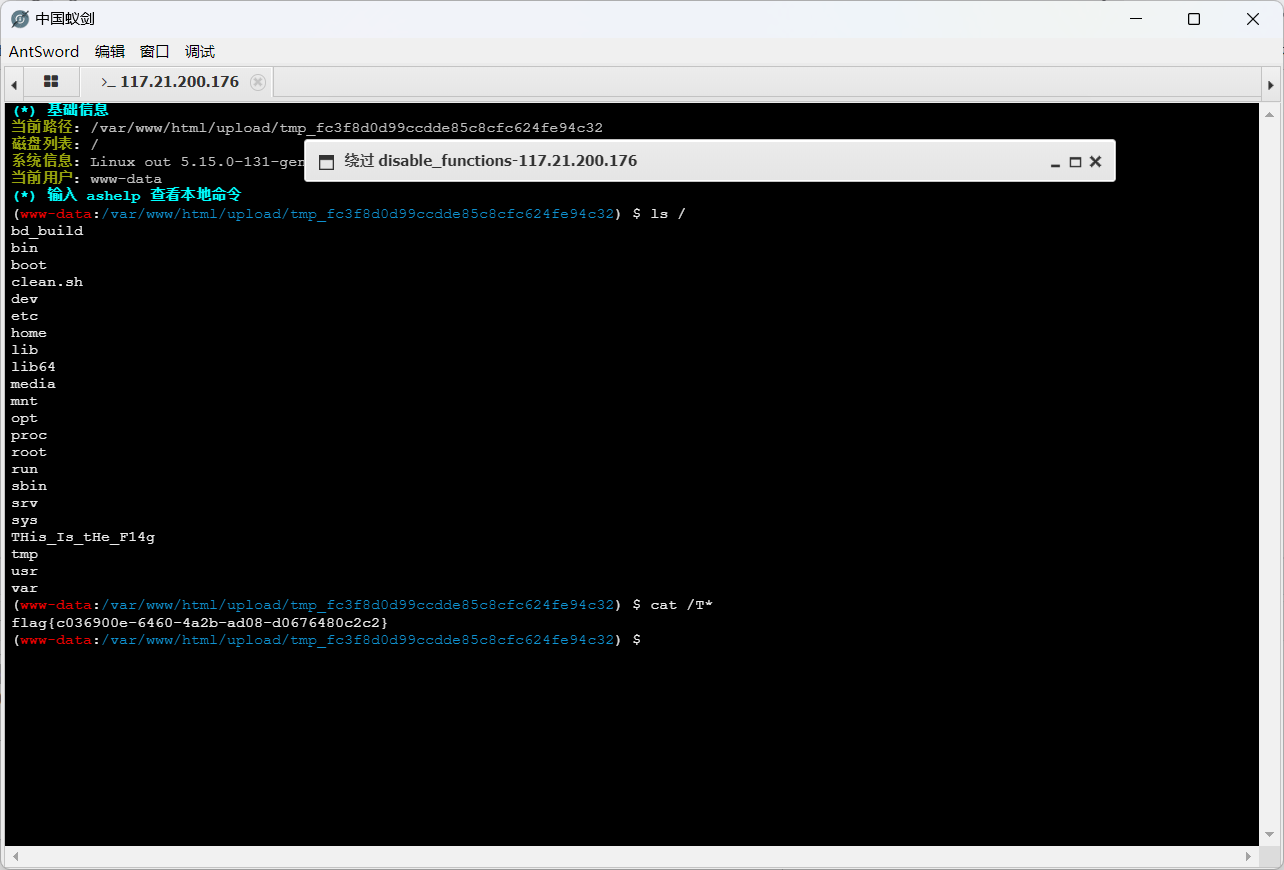 中国蚁剑
AntSword 编辑 窗口 调试
>_ 117.21.200.176
(*) 基础信息
当前路径: /var/www/html/upload/tmp_fc3f8d0d99ccdde85c8cfc624fe94c32
磁盘列表: /
绕过 disable_functions-117.21.200.176
系统信息: Linux out 5.15.0-131-gen
当前用户: www-data
(*) 输入 ashelp 查看本地命令
(www-data:/var/www/html/upload/tmp_fc3f8d0d99ccdde85c8cfc624fe94c32) $ ls /
bd_build
bin
boot
clean.sh
dev
etc
home
lib
lib64
media
mnt
opt
proc
root
run
sbin
srv
sys
THis_Is_tHe_F14g
tmp
usr
var
(www-data:/var/www/html/upload/tmp_fc3f8d0d99ccdde85c8cfc624fe94c32) $ cat /T*
flag{c036900e-6460-4a2b-ad08-d0676480c2c2}
(www-data:/var/www/html/upload/tmp_fc3f8d0d99ccdde85c8cfc624fe94c32) $